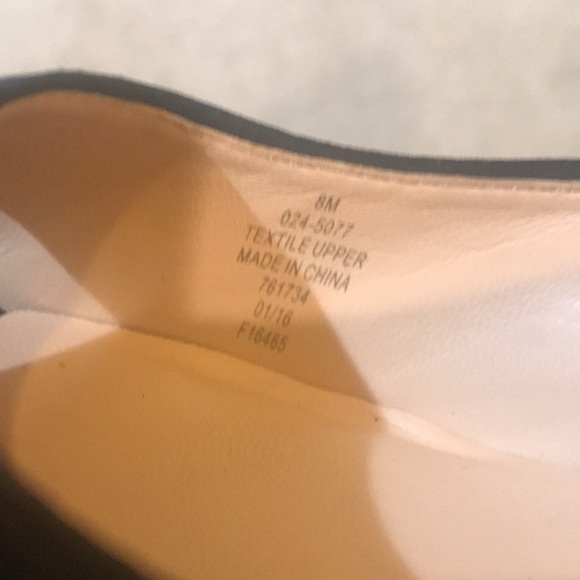 8M
024-5077
TEXTILE UPPER
MADE IN CHINA
761734
01/16
F16465